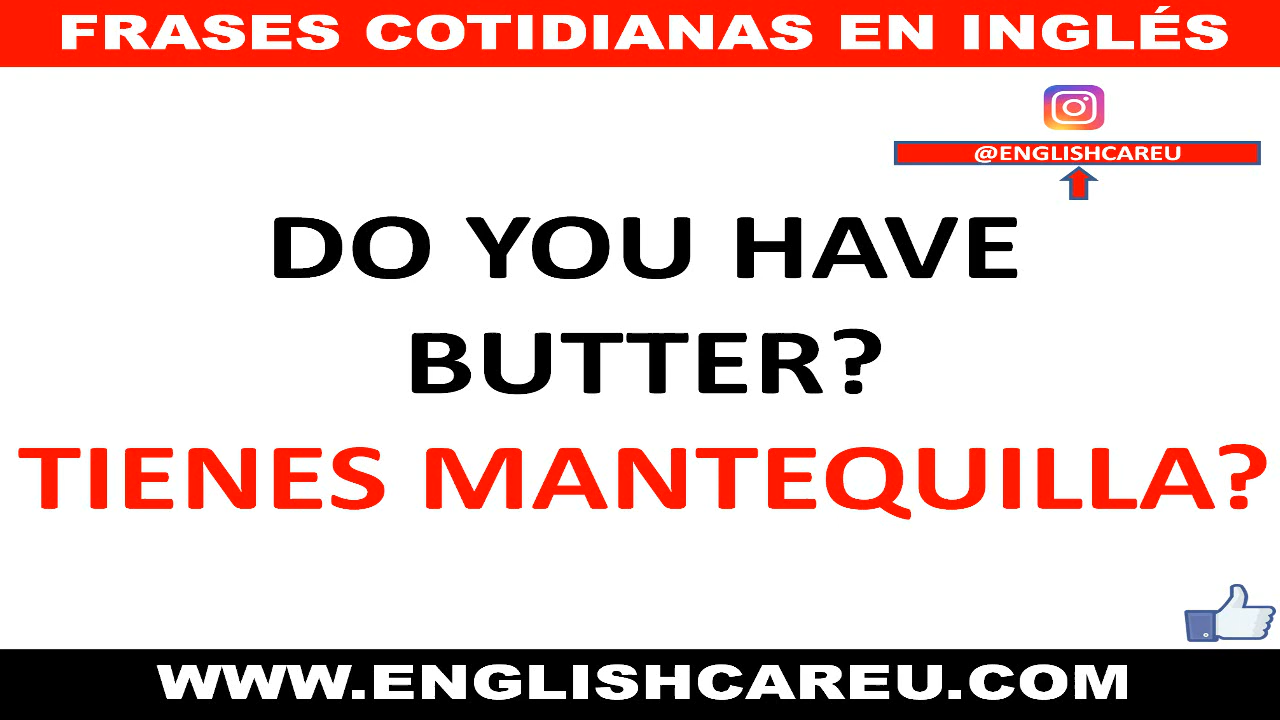 FRASES COTIDIANAS EN INGLÉS
@ENGLISHCAREU
DO YOU HAVE
BUTTER?
TIENES MANTEQUILLA?
WWW.ENGLISHCAREU.COM